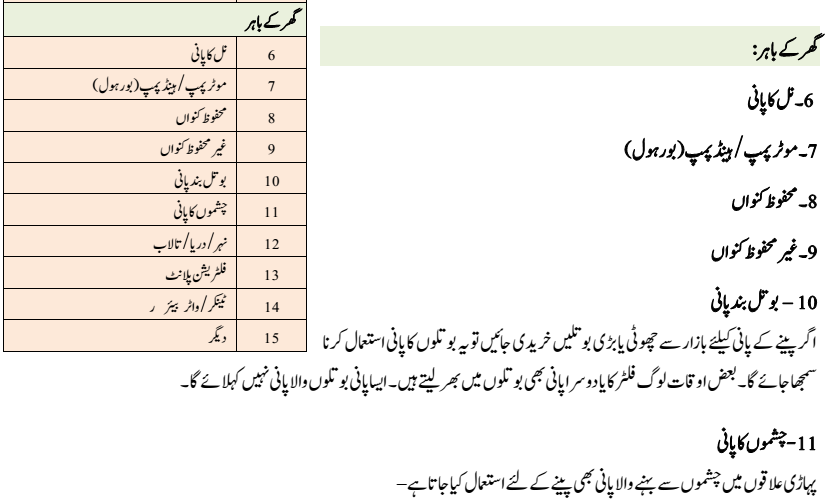 گھر کے باہر:
6۔ نل کا پانی
7۔ موٹر پمپ/ ہینڈ پمپ (بور ہول)
8۔ محفوظ کنواں
9۔ غیر محفوظ کنواں
10 – بوتل بند پانی
اگر پینے کے پانی کیلئے بازار سے چھوٹی یا بڑی بوتلیں خریدی جائیں تو یہ بوتلوں کا پانی استعمال کرنا
سمجھا جائے گا۔ بعض اوقات لوگ فلٹر کا یا دوسرا پانی بھی بوتلوں میں بھر لیتے ہیں۔ ایسا پانی بوتلوں والا پانی نہیں کہلائے گا۔
11– چشموں کا پانی
پہاڑی علاقوں میں چشموں سے بہنے والا پانی بھی پینے کے لئے استعمال کیا جاتا ہے–
گھر کے باہر
6 نل کا پانی
7 موٹر پمپ/ ہینڈ پمپ (بور ہول)
8 محفوظ کنواں
9 غیر محفوظ کنواں
10 بوتل بند پانی
11 چشموں کا پانی
12 نہر/ دریا/ تالاب
13 فلٹریشن پلانٹ
14 ٹینکر/ واٹر بیئر ر
15 دیگر